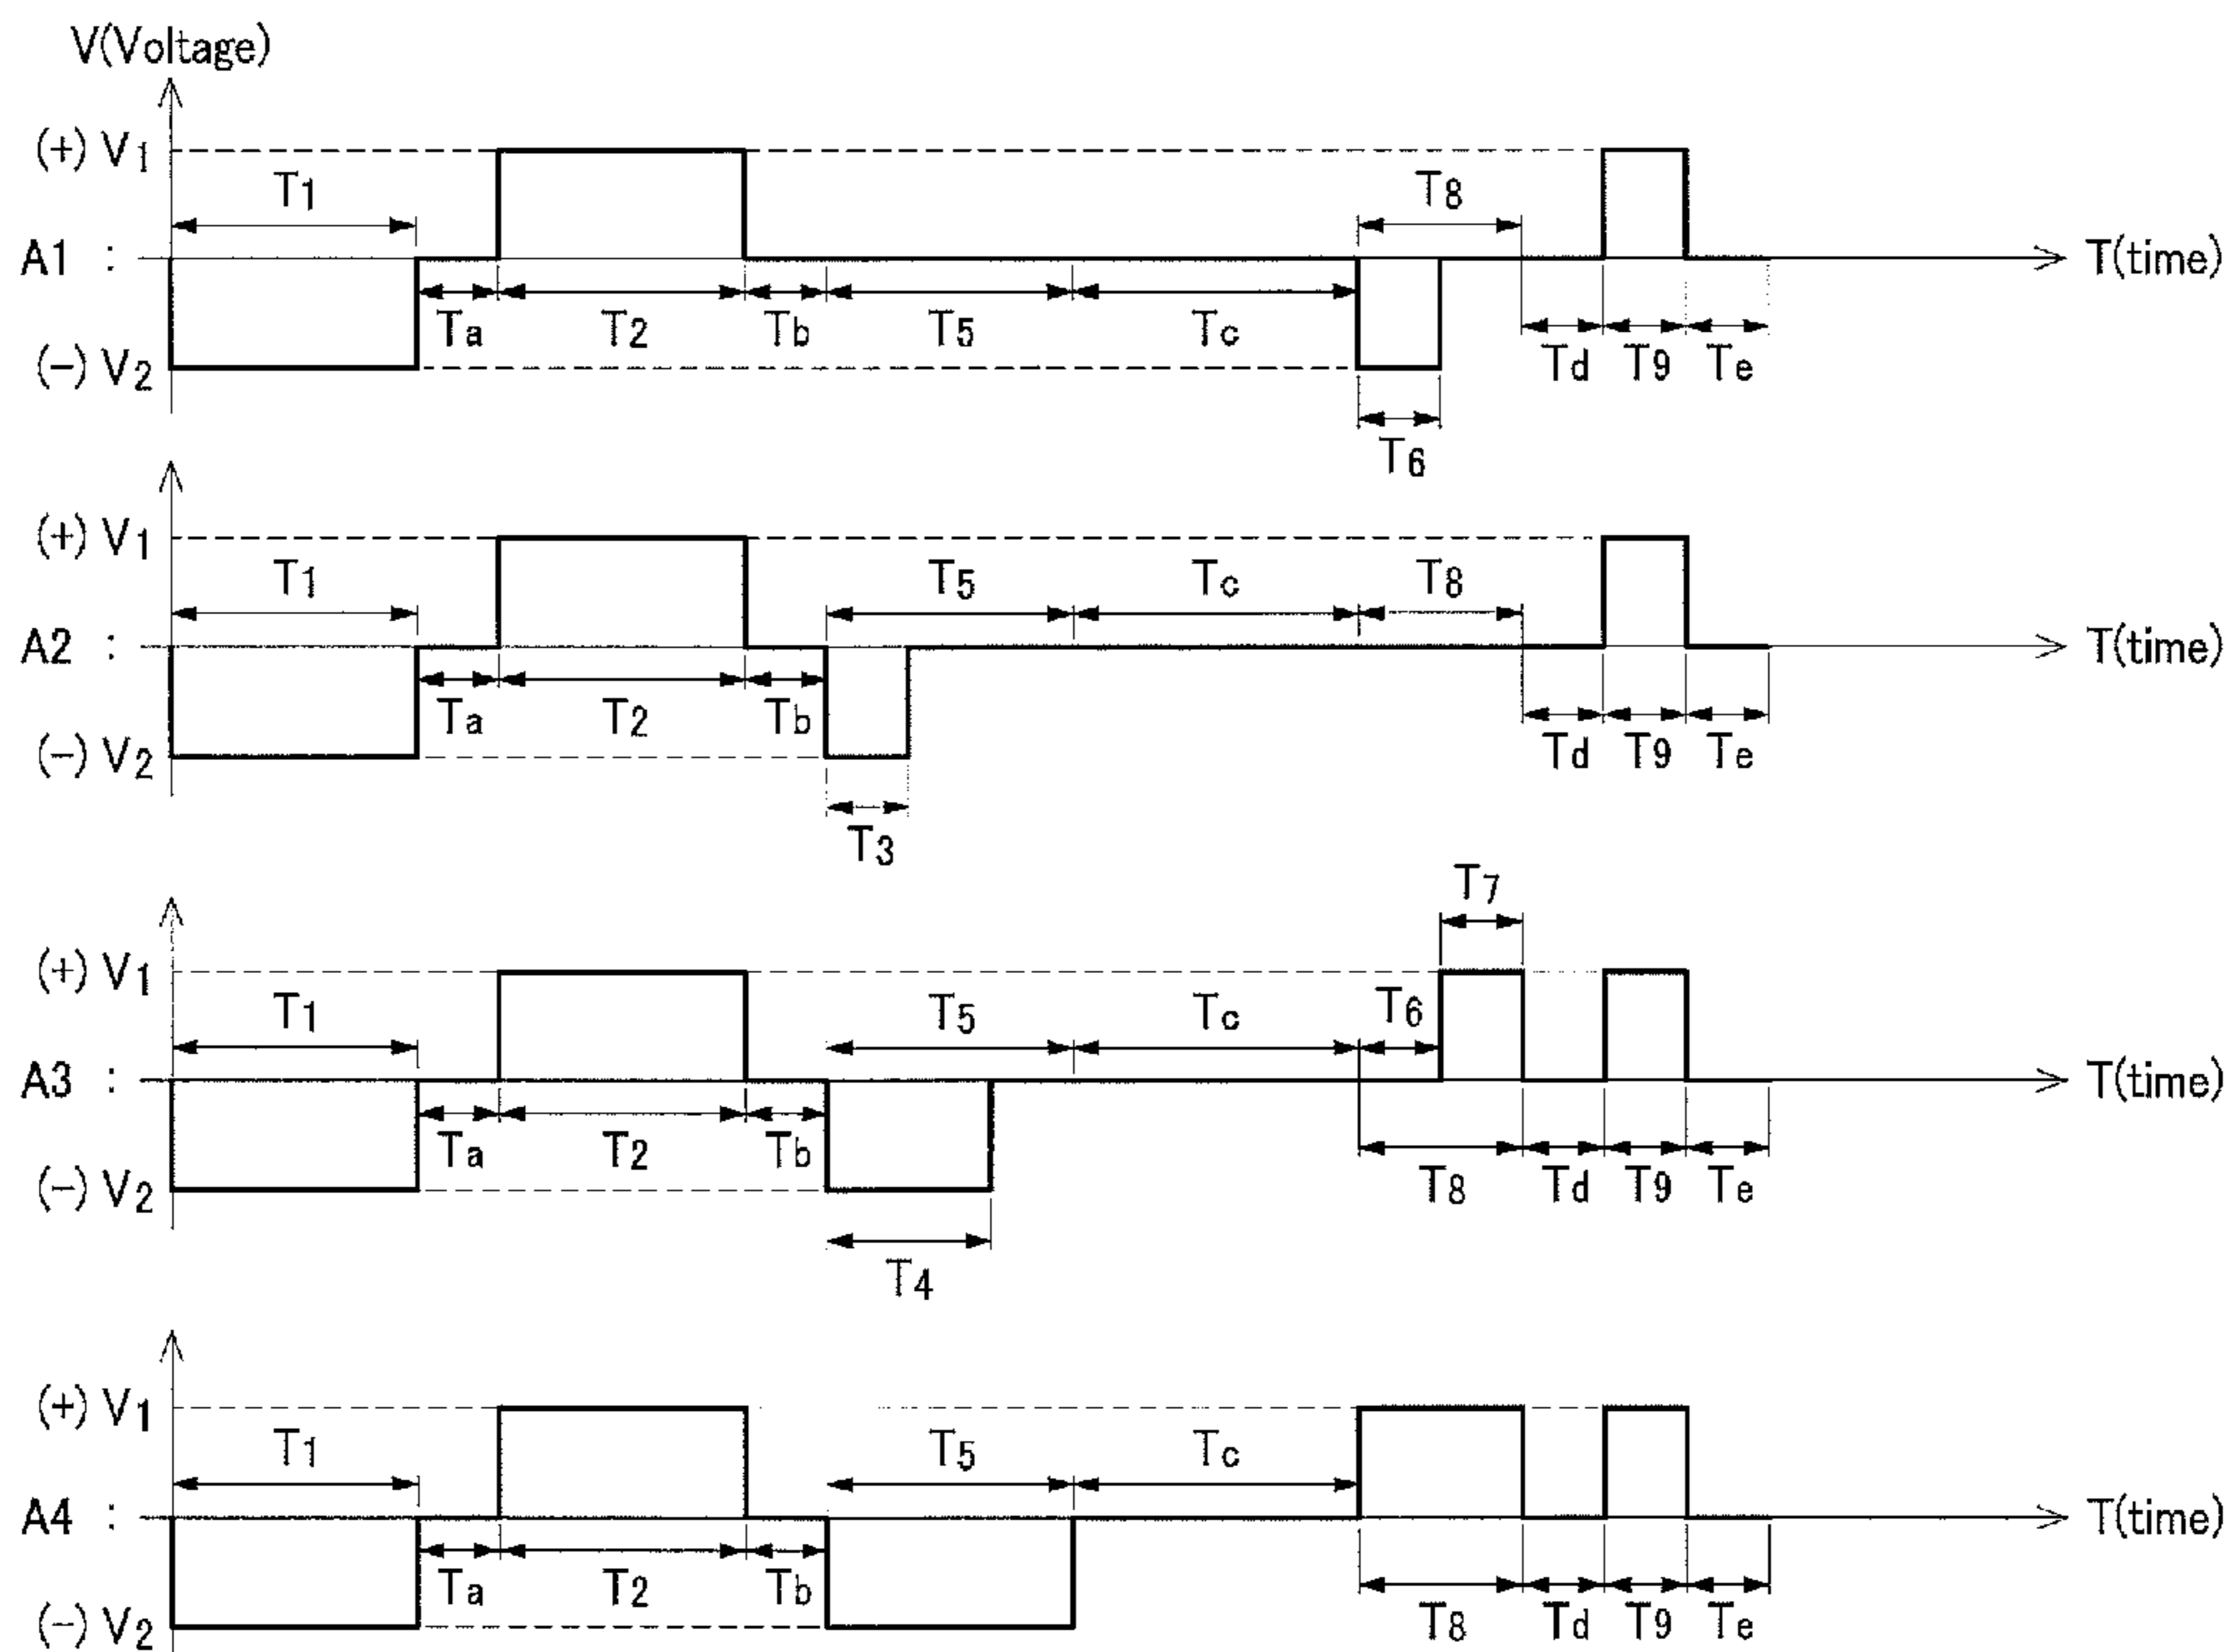 V(Voltage)
(+) V1
T1
T8
A1 :
T(time)
Ta
T2
Tb
T5
Tc
(-) V2
Td
T9
Te
T6
(+) V1
T1
T5
Tc
T8
A2 :
T(time)
Ta
T2
Tb
(-) V2
Td
T9
Te
T3
T7
(+) V1
T1
T5
Tc
T6
A3 :
T(time)
Ta
T2
Tb
(-) V2
T8
Td
T9
Te
T4
(+) V1
T1
T5
Tc
A4 :
T(time)
Ta
T2
Tb
(-) V2
T8
Td
T9
Te